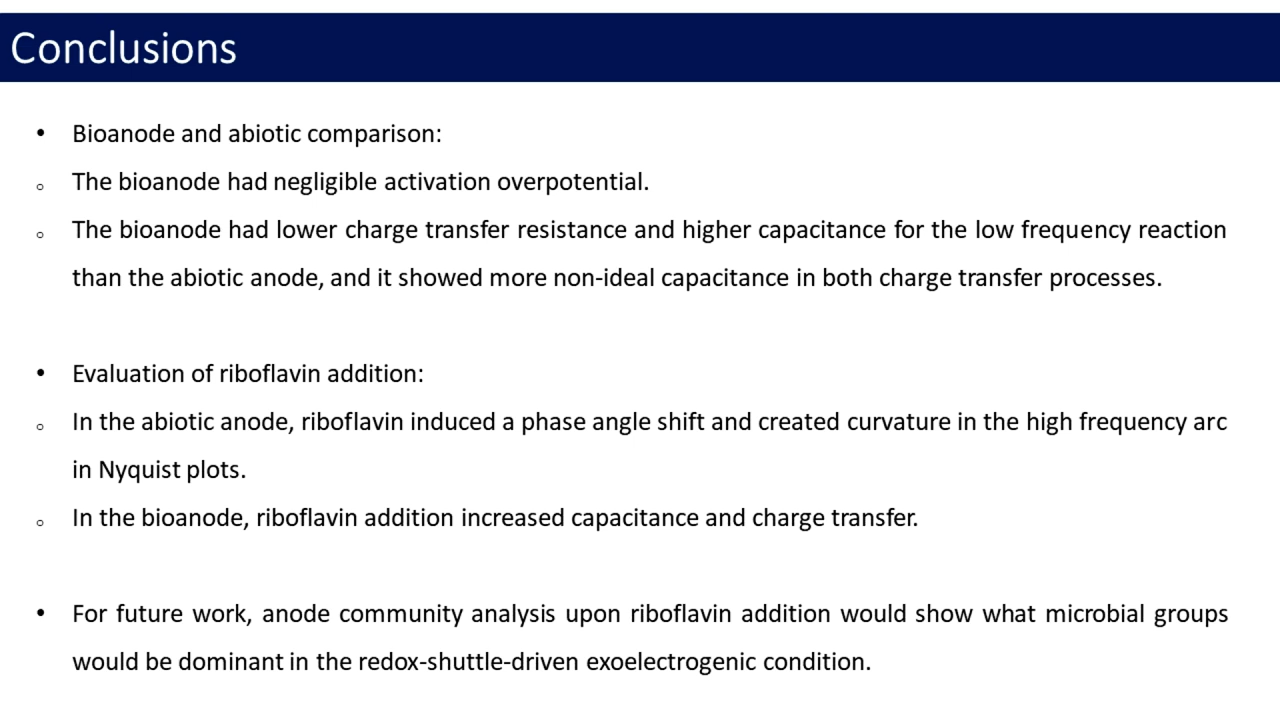 Conclusions
• Bioanode and abiotic comparison:
○ The bioanode had negligible activation overpotential.
○ The bioanode had lower charge transfer resistance and higher capacitance for the low frequency reaction
than the abiotic anode, and it showed more non-ideal capacitance in both charge transfer processes.
• Evaluation of riboflavin addition:
○ In the abiotic anode, riboflavin induced a phase angle shift and created curvature in the high frequency arc
in Nyquist plots.
○ In the bioanode, riboflavin addition increased capacitance and charge transfer.
• For future work, anode community analysis upon riboflavin addition would show what microbial groups
would be dominant in the redox-shuttle-driven exoelectrogenic condition.